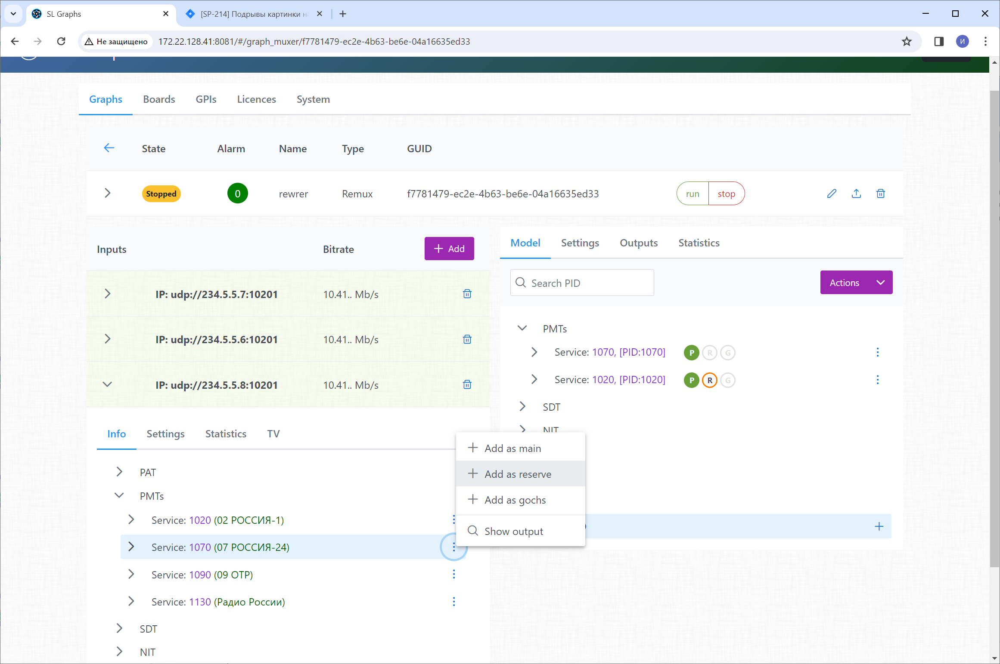 SL Graphs
[SP-214] Подрывы картинки н
Не защищено
172.22.128.41:8081/#/graph_muxer/f7781479-ec2e-4b63-be6e-04a16635ed33
И
Graphs Boards GPIs Licences System
State Alarm Name Type GUID
Stopped 0 rewrer Remux f7781479-ec2e-4b63-be6e-04a16635ed33 run stop
Inputs Bitrate Add
IP: udp://234.5.5.7:10201 10.41.. Mb/s
IP: udp://234.5.5.6:10201 10.41.. Mb/s
IP: udp://234.5.5.8:10201 10.41.. Mb/s
Info Settings Statistics TV
PAT
PMTs
Service: 1020 (02 РОССИЯ-1)
Service: 1070 (07 РОССИЯ-24)
Service: 1090 (09 ОТР)
Service: 1130 (Радио России)
SDT
NIT
Add as main
Add as reserve
Add as gochs
Show output
Model Settings Outputs Statistics
Search PID
Actions
PMTs
Service: 1070, [PID:1070] P R G
Service: 1020, [PID:1020] P R G
SDT
NIT